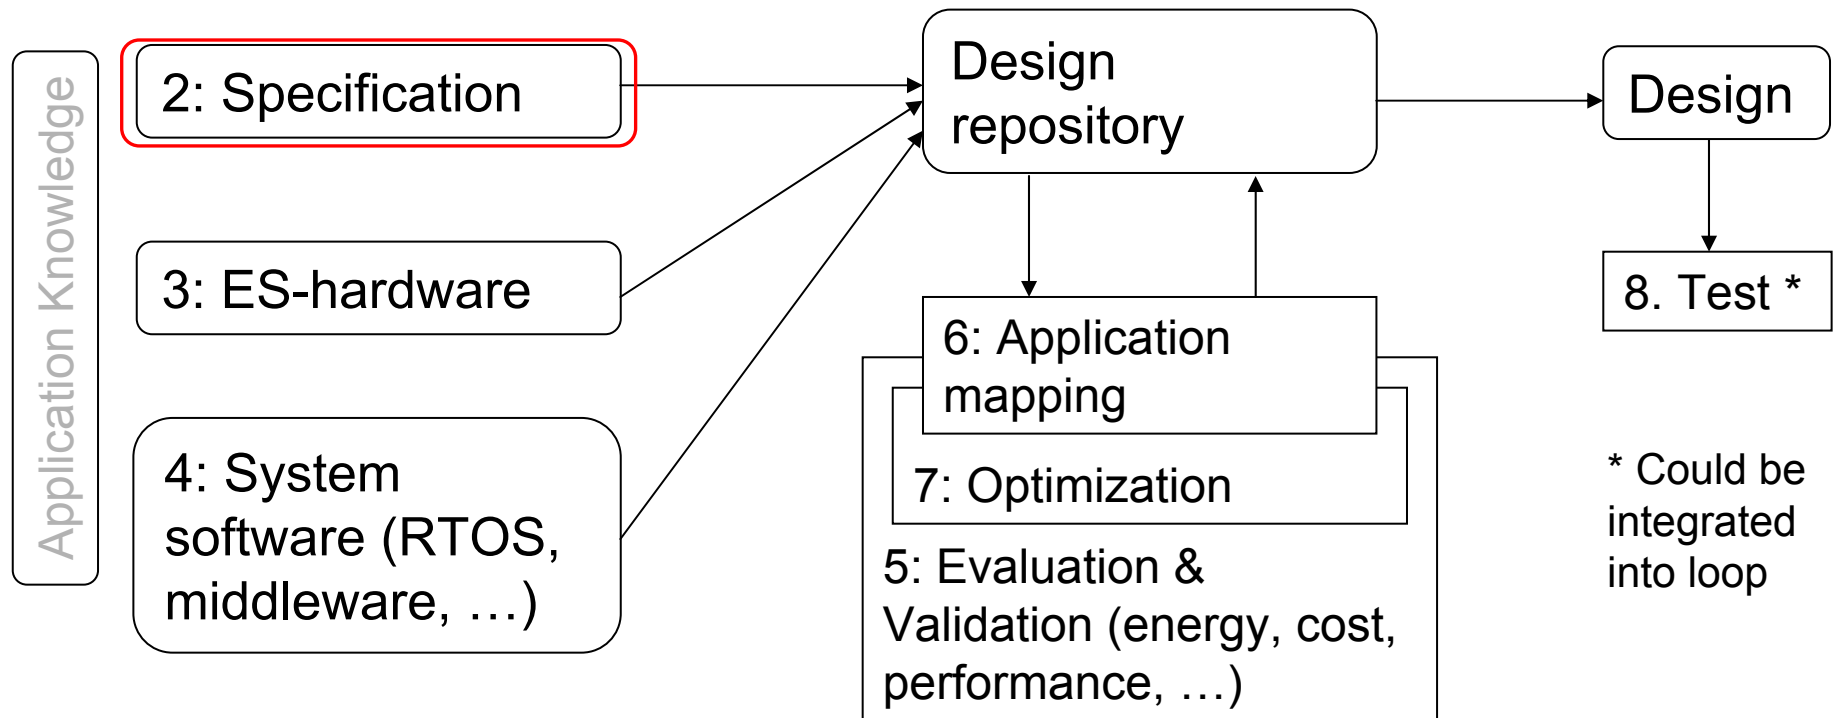 Application Knowledge
2: Specification
3: ES-hardware
4: System
software (RTOS,
middleware, …)
Design
repository
6: Application
mapping
7: Optimization
5: Evaluation &
Validation (energy, cost,
performance, …)
Design
8. Test *
* Could be
integrated
into loop